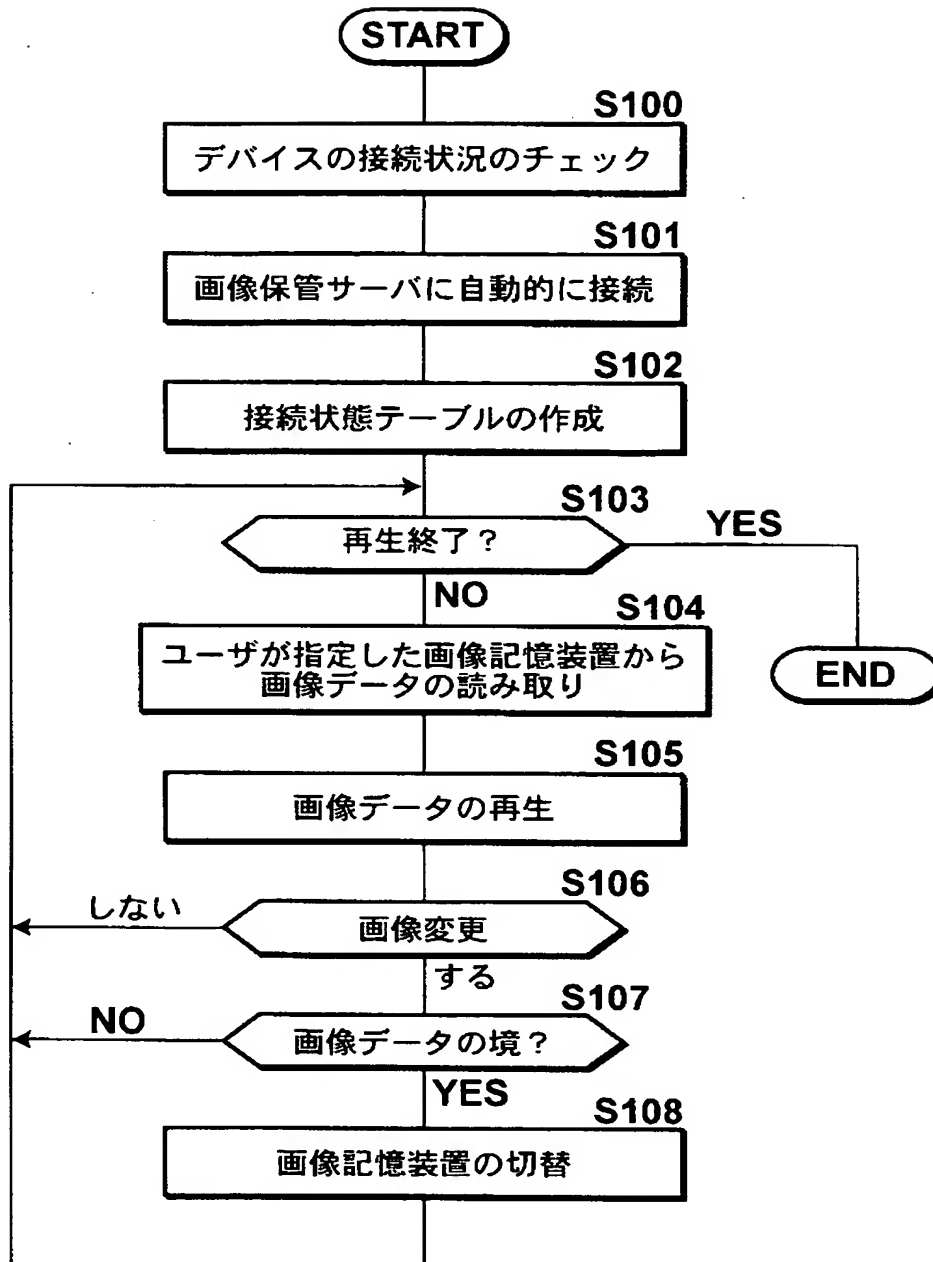 START
S100
デバイスの接続状況のチェック
S101
画像保管サーバに自動的に接続
S102
接続状態テーブルの作成
S103
再生終了？
YES
NO
S104
ユーザが指定した画像記憶装置から
画像データの読み取り
END
S105
画像データの再生
S106
しない
画像変更
する
S107
NO
画像データの境？
YES
S108
画像記憶装置の切替